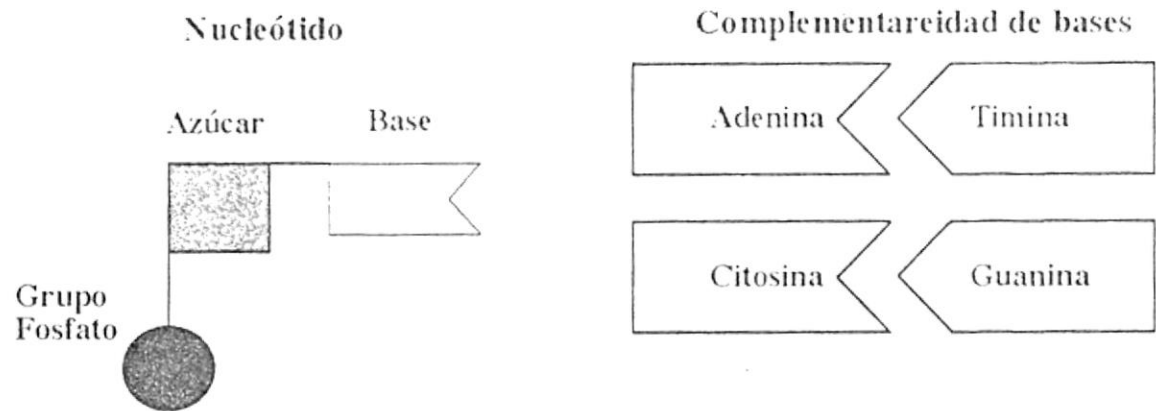 Nucleótido
Azúcar
Base
Grupo
Fosfato
Complementareidad de bases
Adenina
Timina
Citosina
Guanina